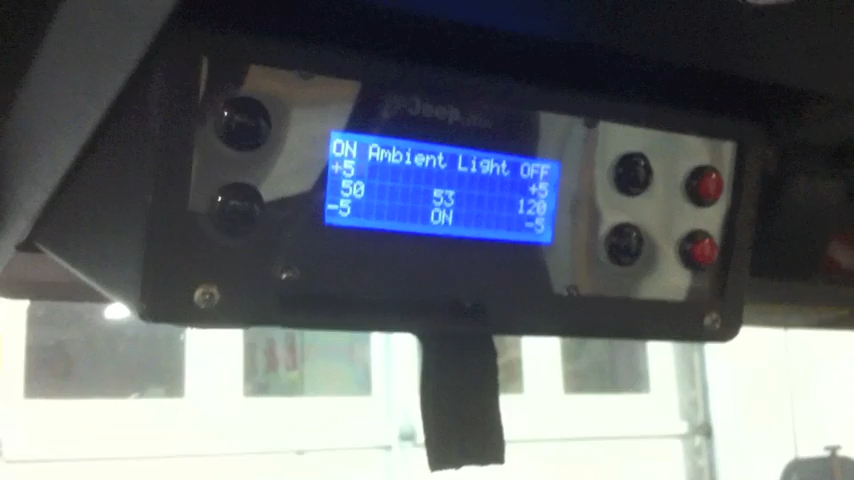 Jeep
ON Ambient Light OFF
+5 +5
50 53 120
-5 ON -5